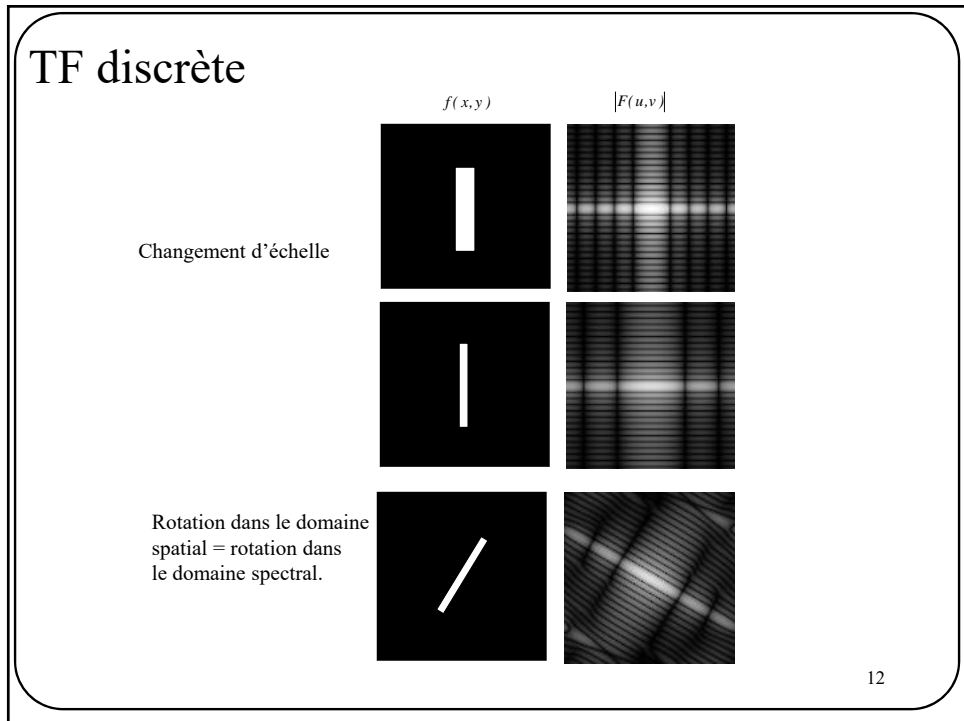 TF discrète
f( x, y ) |F( u,v )|
Changement d’échelle
Rotation dans le domaine
spatial = rotation dans
le domaine spectral.
12